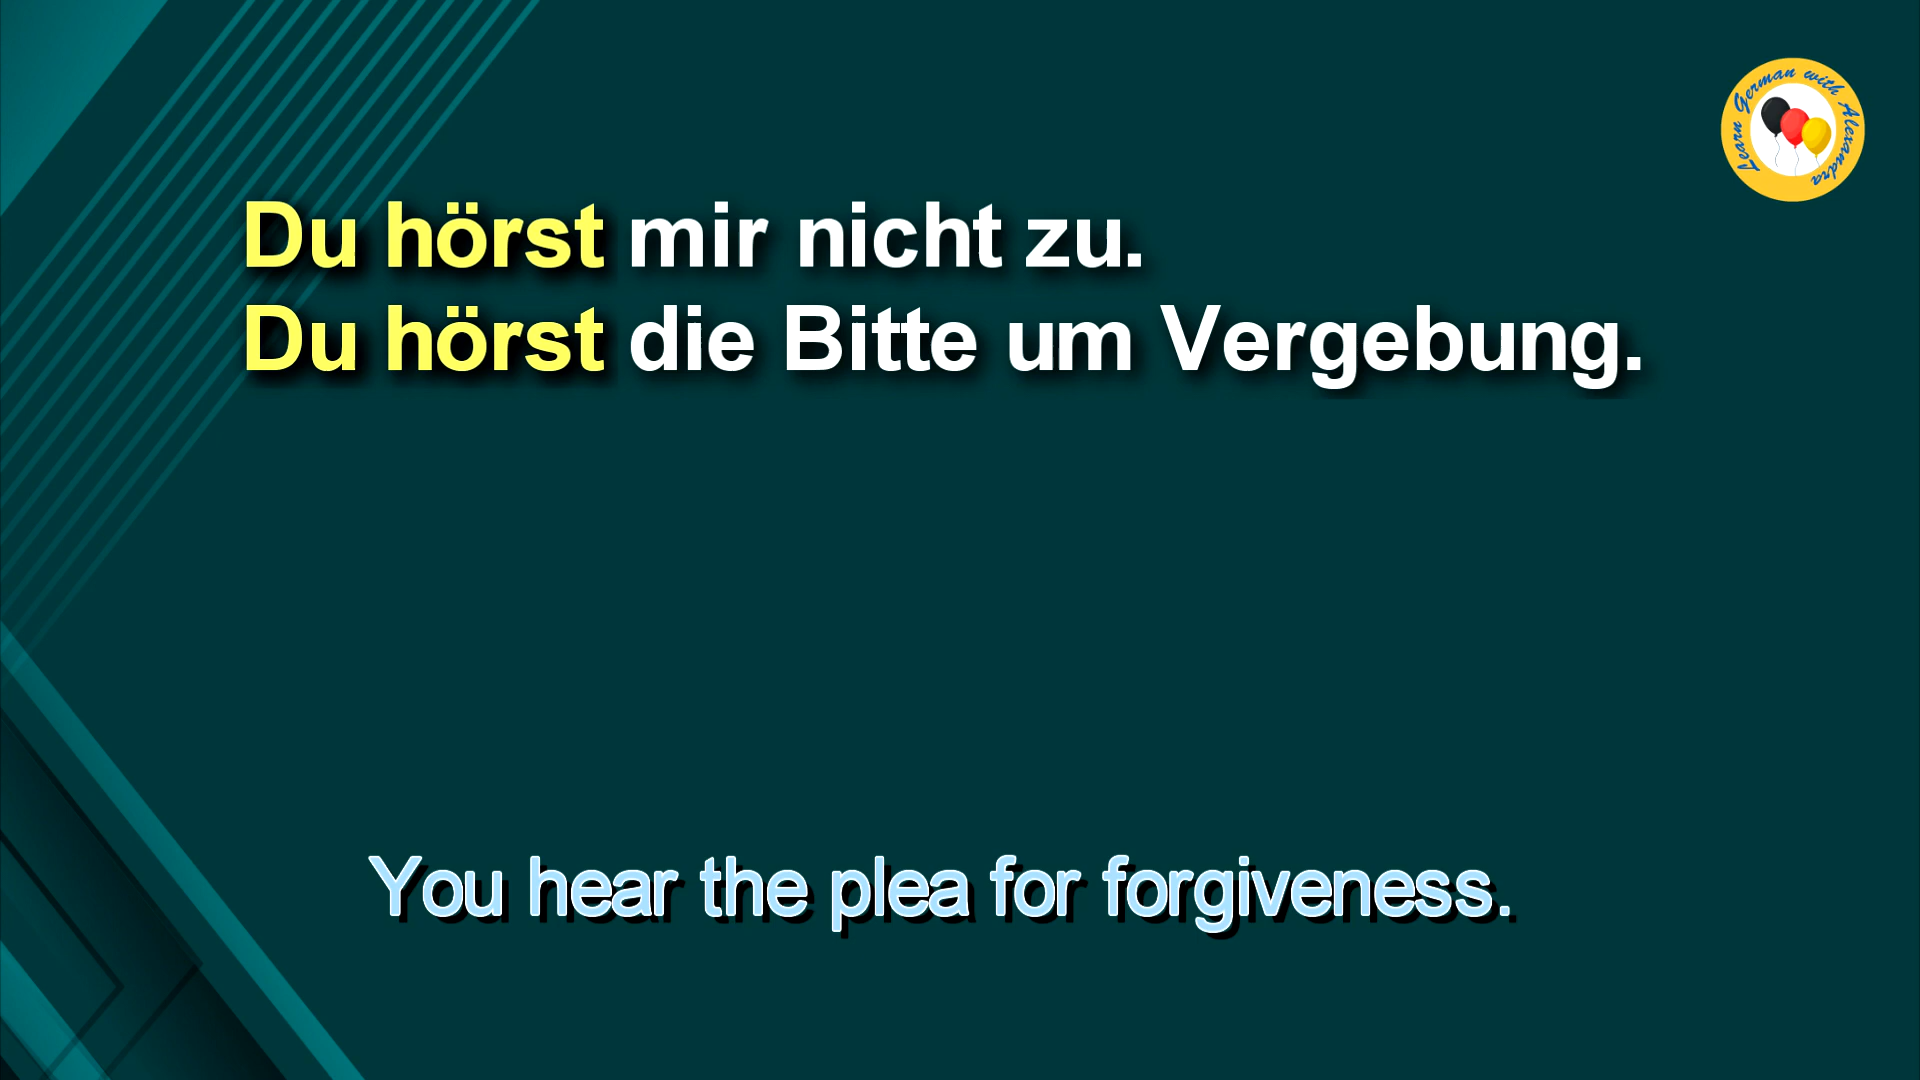 Learn German with Alexandra
Du hörst mir nicht zu.
Du hörst die Bitte um Vergebung.
You hear the plea for forgiveness.